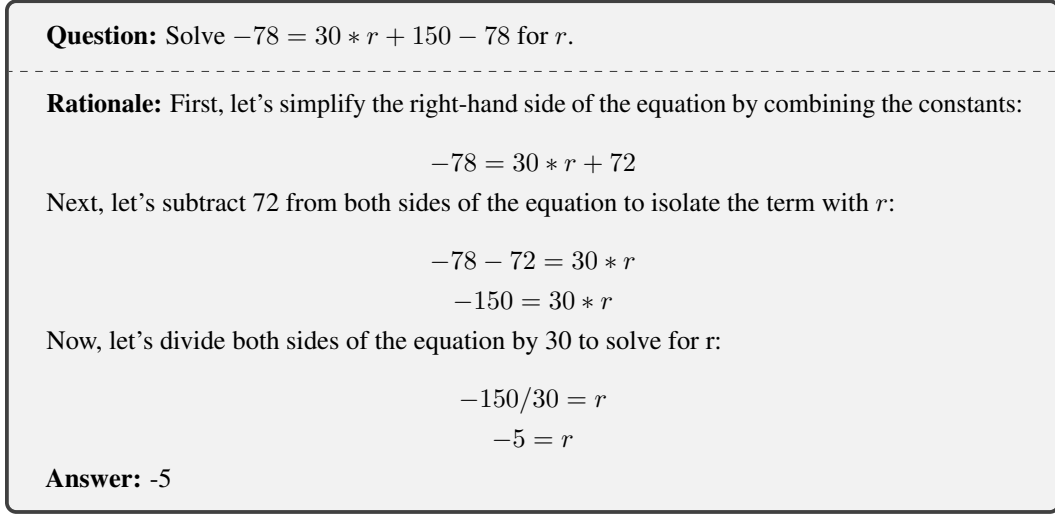 Question: Solve −78 = 30 ∗ r + 150 − 78 for r.
Rationale: First, let's simplify the right-hand side of the equation by combining the constants:
−78 = 30 ∗ r + 72
Next, let's subtract 72 from both sides of the equation to isolate the term with r:
−78 − 72 = 30 ∗ r
−150 = 30 ∗ r
Now, let's divide both sides of the equation by 30 to solve for r:
−150/30 = r
−5 = r
Answer: -5